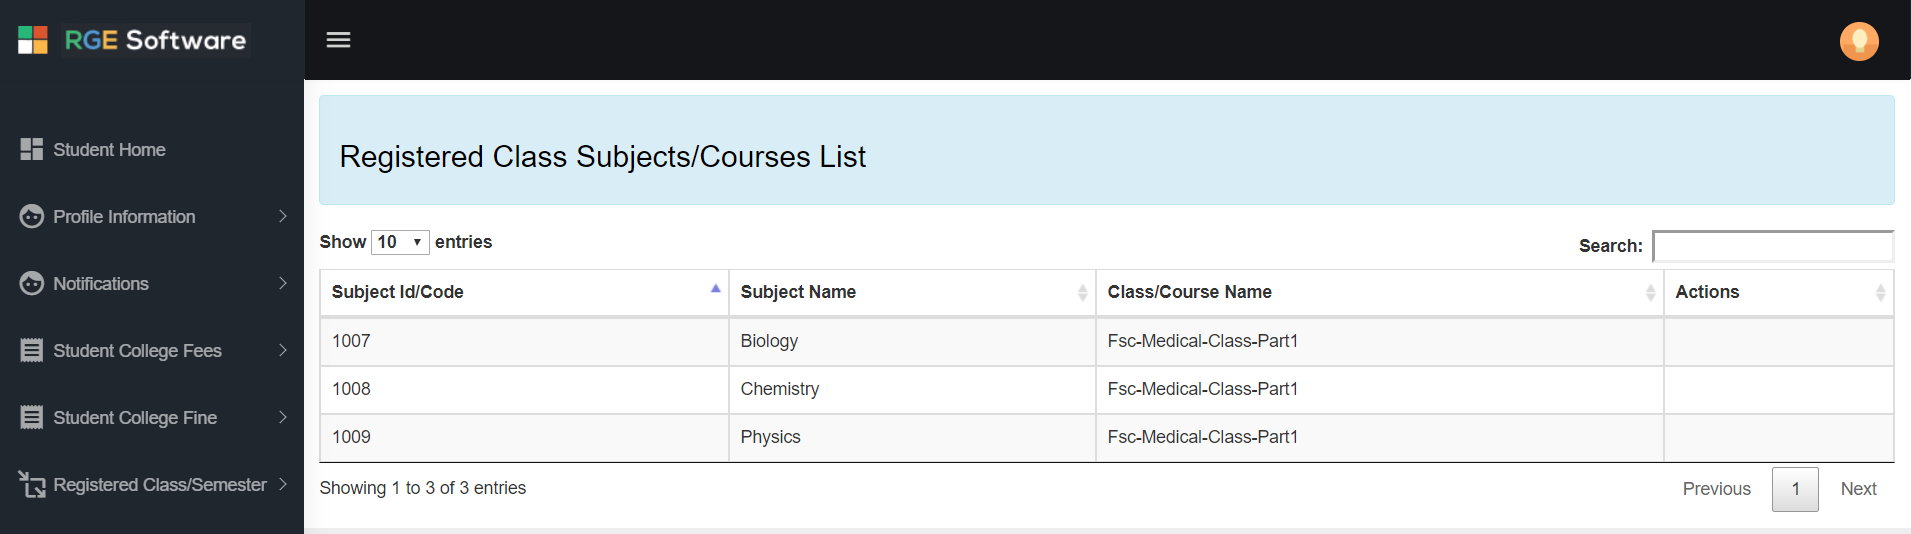 RGE Software
Student Home
Profile Information
Notifications
Student College Fees
Student College Fine
Registered Class/Semester
Registered Class Subjects/Courses List
Show 10 entries
Search:
Subject Id/Code Subject Name Class/Course Name Actions
1007 Biology Fsc-Medical-Class-Part1
1008 Chemistry Fsc-Medical-Class-Part1
1009 Physics Fsc-Medical-Class-Part1
Showing 1 to 3 of 3 entries
Previous 1 Next